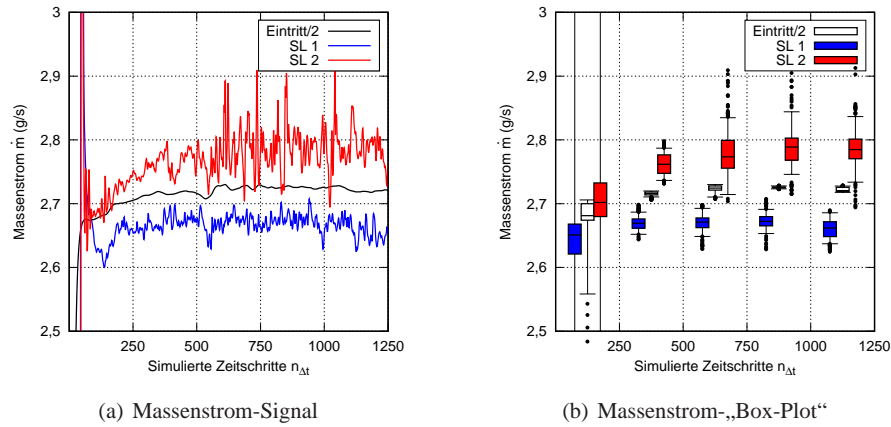 3
2,9
2,8
2,7
2,6
2,5
Massenstrom ṁ (g/s)
250
500
750
1000
1250
Simulierte Zeitschritte nΔt
Eintritt/2
SL 1
SL 2
(a) Massenstrom-Signal
3
2,9
2,8
2,7
2,6
2,5
Massenstrom ṁ (g/s)
250
500
750
1000
1250
Simulierte Zeitschritte nΔt
Eintritt/2
SL 1
SL 2
(b) Massenstrom-„Box-Plot“